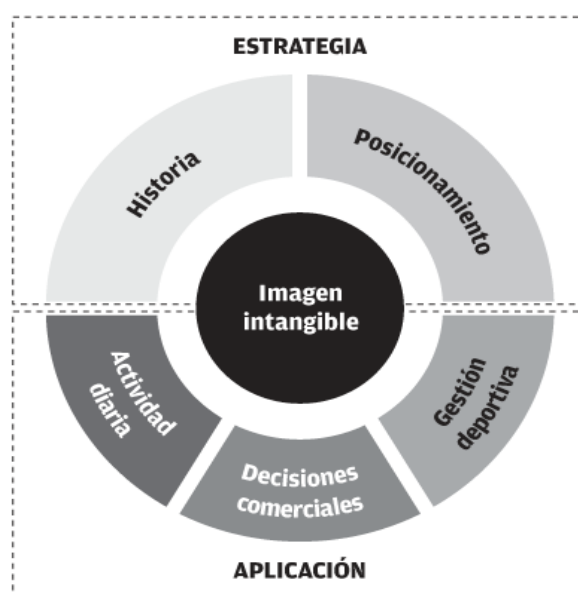 ESTRATEGIA
Historia
Posicionamiento
Imagen
intangible
Actividad
diaria
Decisiones
comerciales
Gestión
deportiva
APLICACIÓN